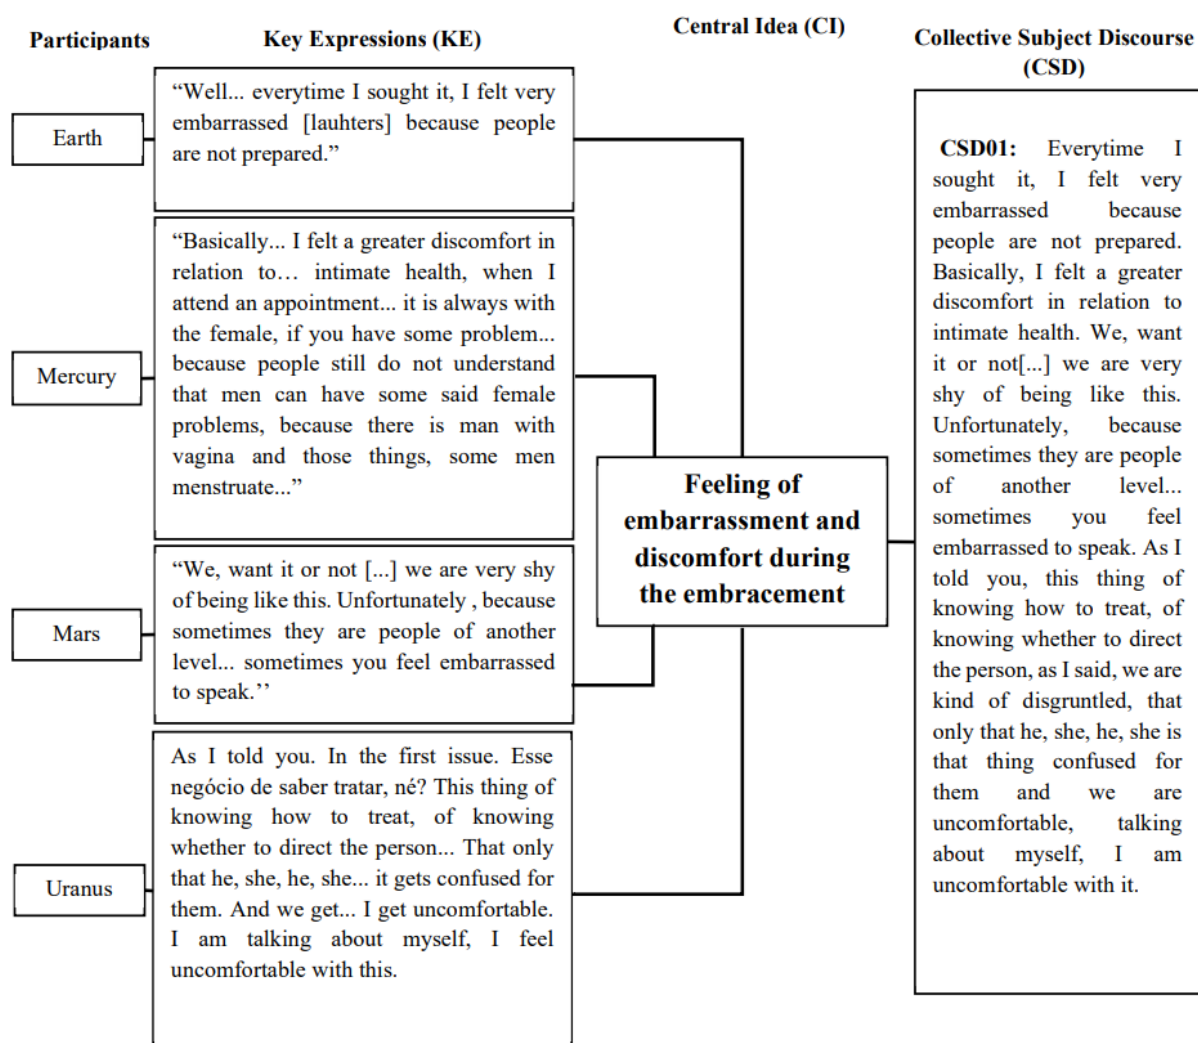 Participants
Key Expressions (KE)
Central Idea (CI)
Collective Subject Discourse
(CSD)
Earth
“Well... everytime I sought it, I felt very
embarrassed [lauhters] because people
are not prepared.”
Mercury
“Basically... I felt a greater discomfort in
relation to… intimate health, when I
attend an appointment... it is always with
the female, if you have some problem...
because people still do not understand
that men can have some said female
problems, because there is man with
vagina and those things, some men
menstruate...”
Mars
“We, want it or not [...] we are very shy
of being like this. Unfortunately , because
sometimes they are people of another
level... sometimes you feel embarrassed
to speak.’’
Uranus
As I told you. In the first issue. Esse
negócio de saber tratar, né? This thing of
knowing how to treat, of knowing
whether to direct the person... That only
that he, she, he, she... it gets confused for
them. And we get... I get uncomfortable.
I am talking about myself, I feel
uncomfortable with this.
Feeling of
embarrassment and
discomfort during
the embracement
CSD01: Everytime I
sought it, I felt very
embarrassed because
people are not prepared.
Basically, I felt a greater
discomfort in relation to
intimate health. We, want
it or not[...] we are very
shy of being like this.
Unfortunately, because
sometimes they are people
of another level...
sometimes you feel
embarrassed to speak. As I
told you, this thing of
knowing how to treat, of
knowing whether to direct
the person, as I said, we are
kind of disgruntled, that
only that he, she, he, she is
that thing confused for
them and we are
uncomfortable, talking
about myself, I am
uncomfortable with it.